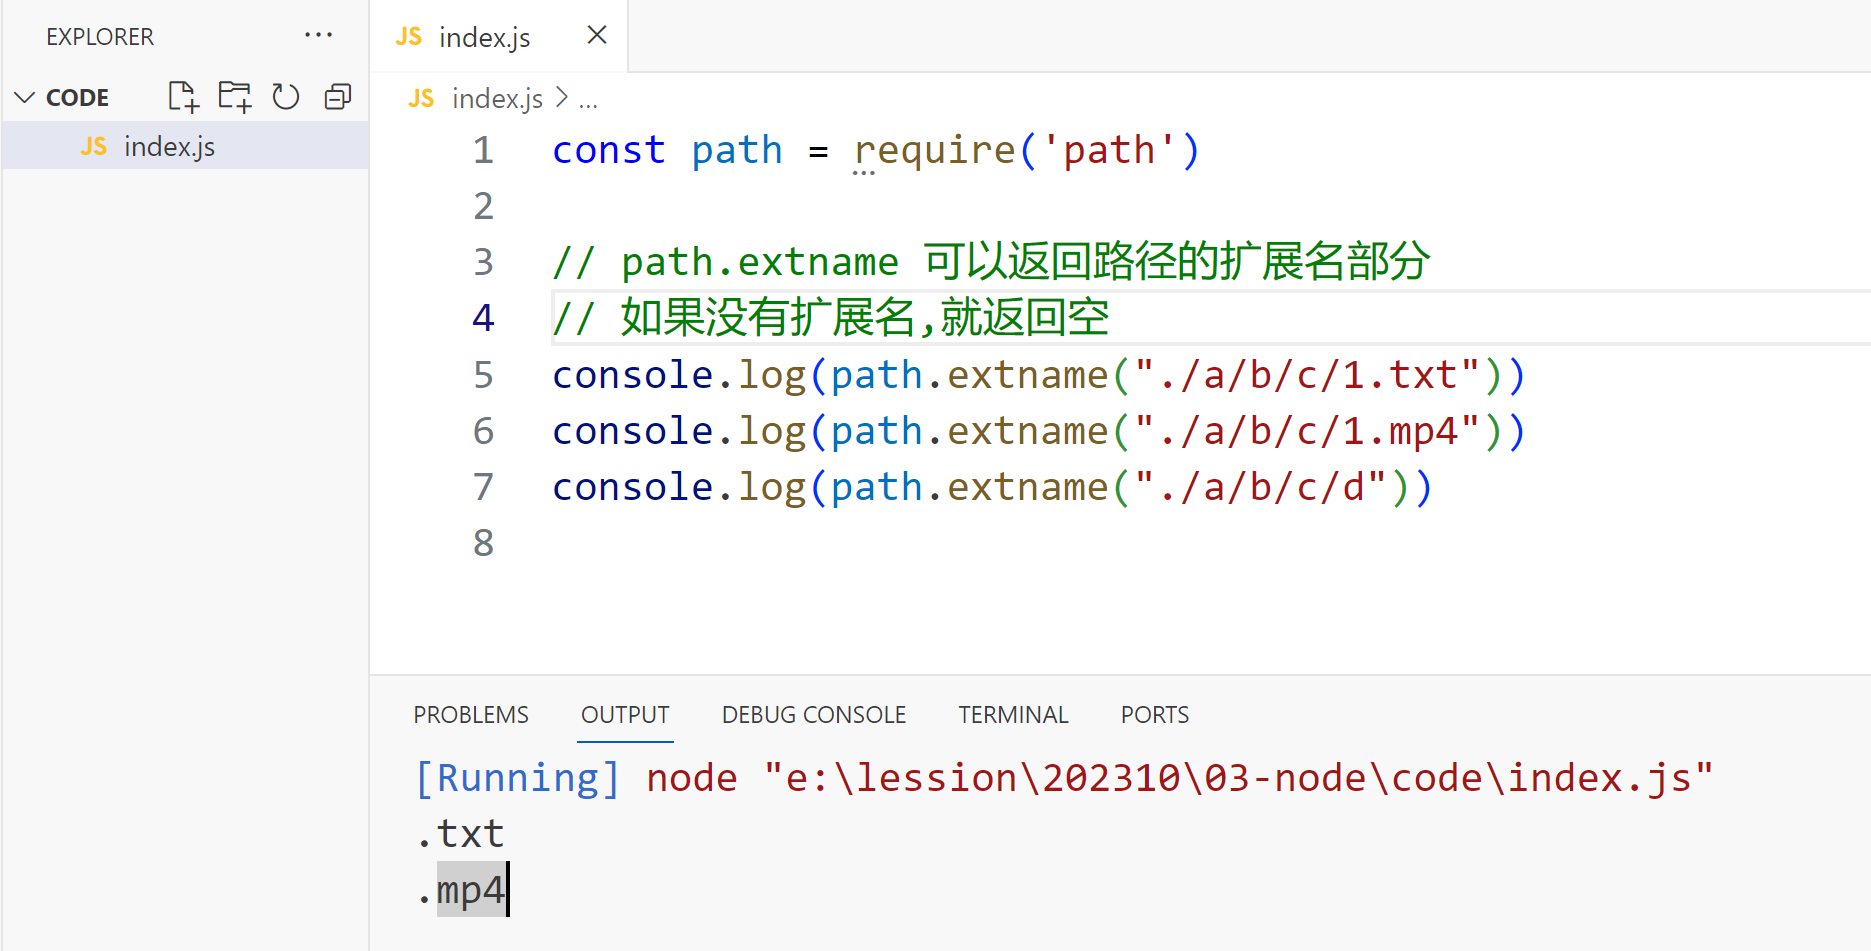 EXPLORER ...
CODE
JS index.js
JS index.js
JS index.js > ...
1 const path = require('path')
2
3 // path.extname 可以返回路径的扩展名部分
4 // 如果没有扩展名,就返回空
5 console.log(path.extname("./a/b/c/1.txt"))
6 console.log(path.extname("./a/b/c/1.mp4"))
7 console.log(path.extname("./a/b/c/d"))
8
PROBLEMS OUTPUT DEBUG CONSOLE TERMINAL PORTS
[Running] node "e:\lession\202310\03-node\code\index.js"
.txt
.mp4